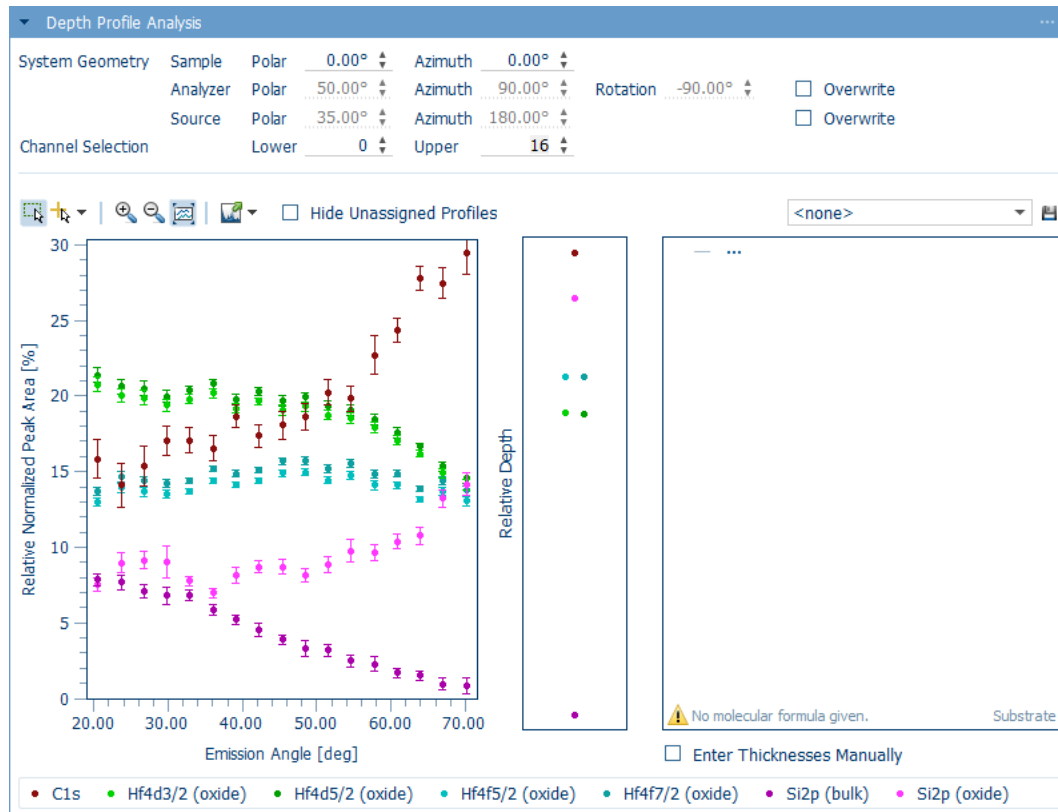 Depth Profile Analysis ...
System Geometry Sample Polar 0.00° Azimuth 0.00°
Analyzer Polar 50.00° Azimuth 90.00° Rotation -90.00° Overwrite
Source Polar 35.00° Azimuth 180.00° Overwrite
Channel Selection Lower 0 Upper 16
Hide Unassigned Profiles <none>
Relative Normalized Peak Area [%]
30
25
20
15
10
5
0
20.00 30.00 40.00 50.00 60.00 70.00
Emission Angle [deg]
Relative Depth
— ...
No molecular formula given. Substrate
Enter Thicknesses Manually
C1s Hf4d3/2 (oxide) Hf4d5/2 (oxide) Hf4f5/2 (oxide) Hf4f7/2 (oxide) Si2p (bulk) Si2p (oxide)